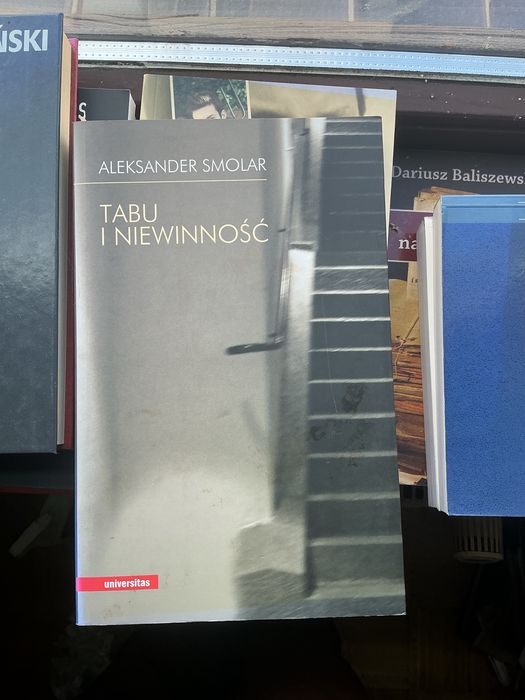 ŃSKI
S
ALEKSANDER SMOLAR
TABU
I NIEWINNOŚĆ
universitas
Dariusz Baliszews
na